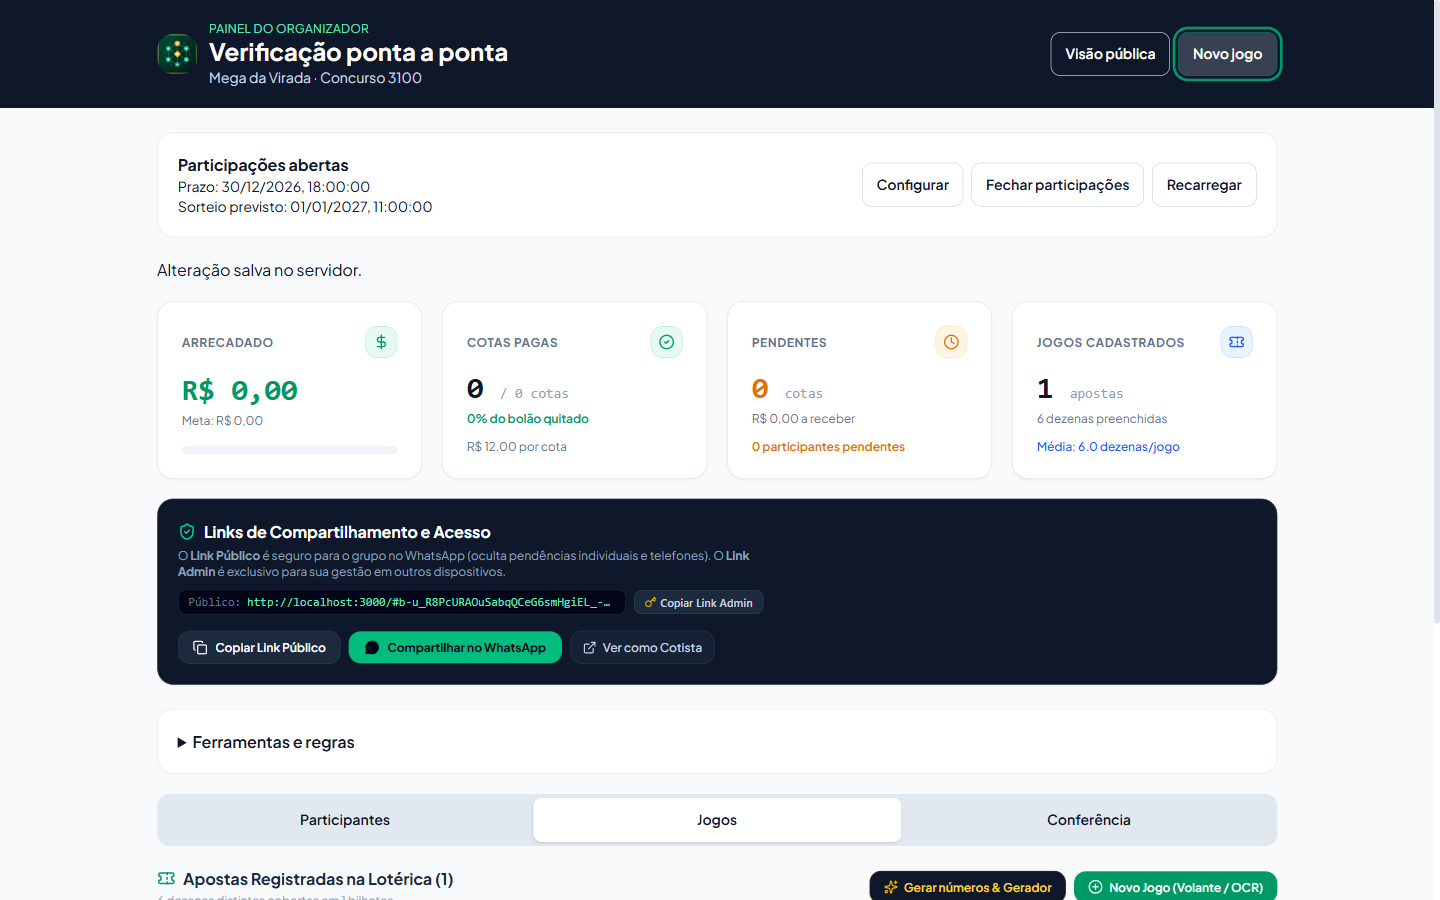 PAINEL DO ORGANIZADOR
Verificação ponta a ponta
Mega da Virada · Concurso 3100
Visão pública
Novo jogo
Participações abertas
Prazo: 30/12/2026, 18:00:00
Sorteio previsto: 01/01/2027, 11:00:00
Configurar
Fechar participações
Recarregar
Alteração salva no servidor.
ARRECADADO
R$ 0,00
Meta: R$ 0,00
COTAS PAGAS
0 / 0 cotas
0% do bolão quitado
R$ 12,00 por cota
PENDENTES
0 cotas
R$ 0,00 a receber
0 participantes pendentes
JOGOS CADASTRADOS
1 apostas
6 dezenas preenchidas
Média: 6.0 dezenas/jogo
Links de Compartilhamento e Acesso
O Link Público é seguro para o grupo no WhatsApp (oculta pendências individuais e telefones). O Link
Admin é exclusivo para sua gestão em outros dispositivos.
Público: http://localhost:3000/#b-u_R8PcURAOuSabqQCeG6smHgiEL_-…
Copiar Link Admin
Copiar Link Público
Compartilhar no WhatsApp
Ver como Cotista
Ferramentas e regras
Participantes
Jogos
Conferência
Apostas Registradas na Lotérica (1)
Gerar números & Gerador
Novo Jogo (Volante / OCR)
6 dezenas distintas cobertas em 1 bilhetes